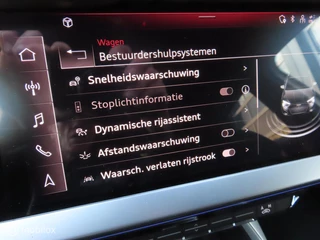 Wagen
Bestuurdershulpsystemen
Snelheidswaarschuwing
Stoplichtinformatie
Dynamische rijassistent
Afstandswaarschuwing
Waarsch. verlaten rijstrook